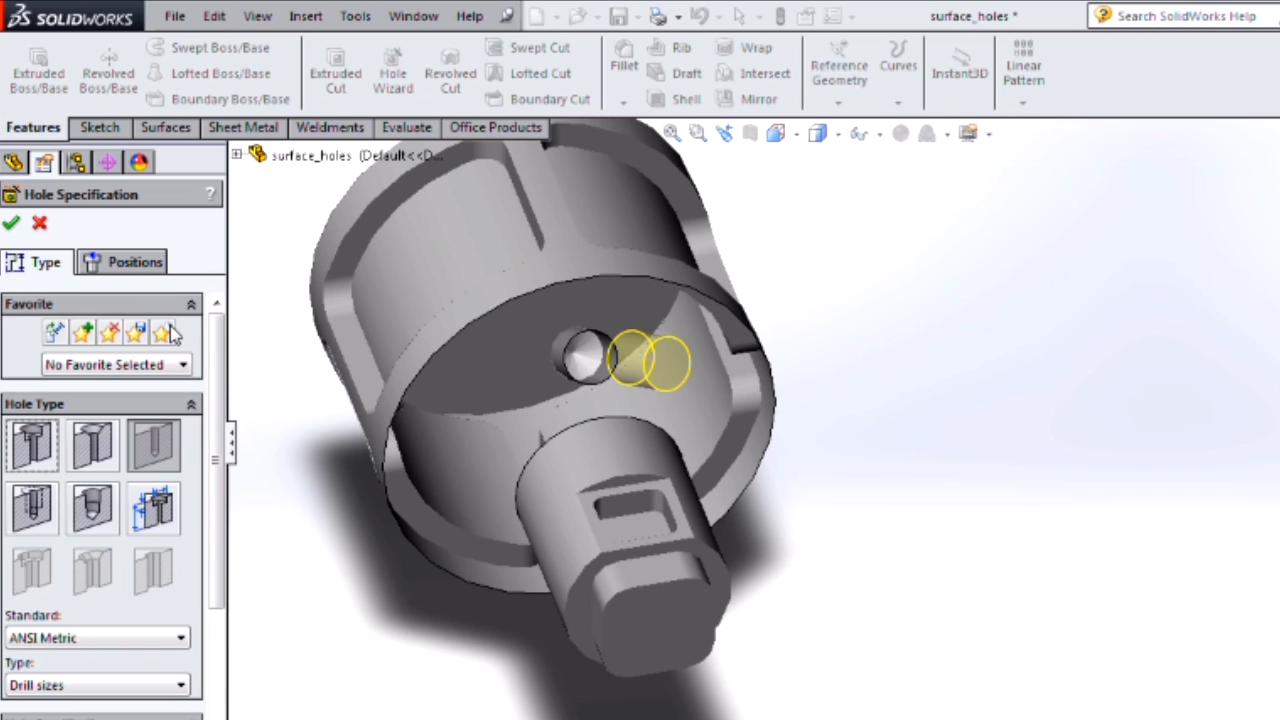 SOLIDWORKS File Edit View Insert Tools Window Help surface_holes * Search SolidWorks Help
Extruded Boss/Base
Revolved Boss/Base
Swept Boss/Base
Lofted Boss/Base
Boundary Boss/Base
Extruded Cut
Hole Wizard
Revolved Cut
Swept Cut
Lofted Cut
Boundary Cut
Fillet
Rib
Draft
Shell
Wrap
Intersect
Mirror
Reference Geometry
Curves
Instant3D
Linear Pattern
Features Sketch Surfaces Sheet Metal Weldments Evaluate Office Products
surface_holes (Default<<D...
Hole Specification ?
Type Positions
Favorite
No Favorite Selected
Hole Type
Standard:
ANSI Metric
Type:
Drill sizes